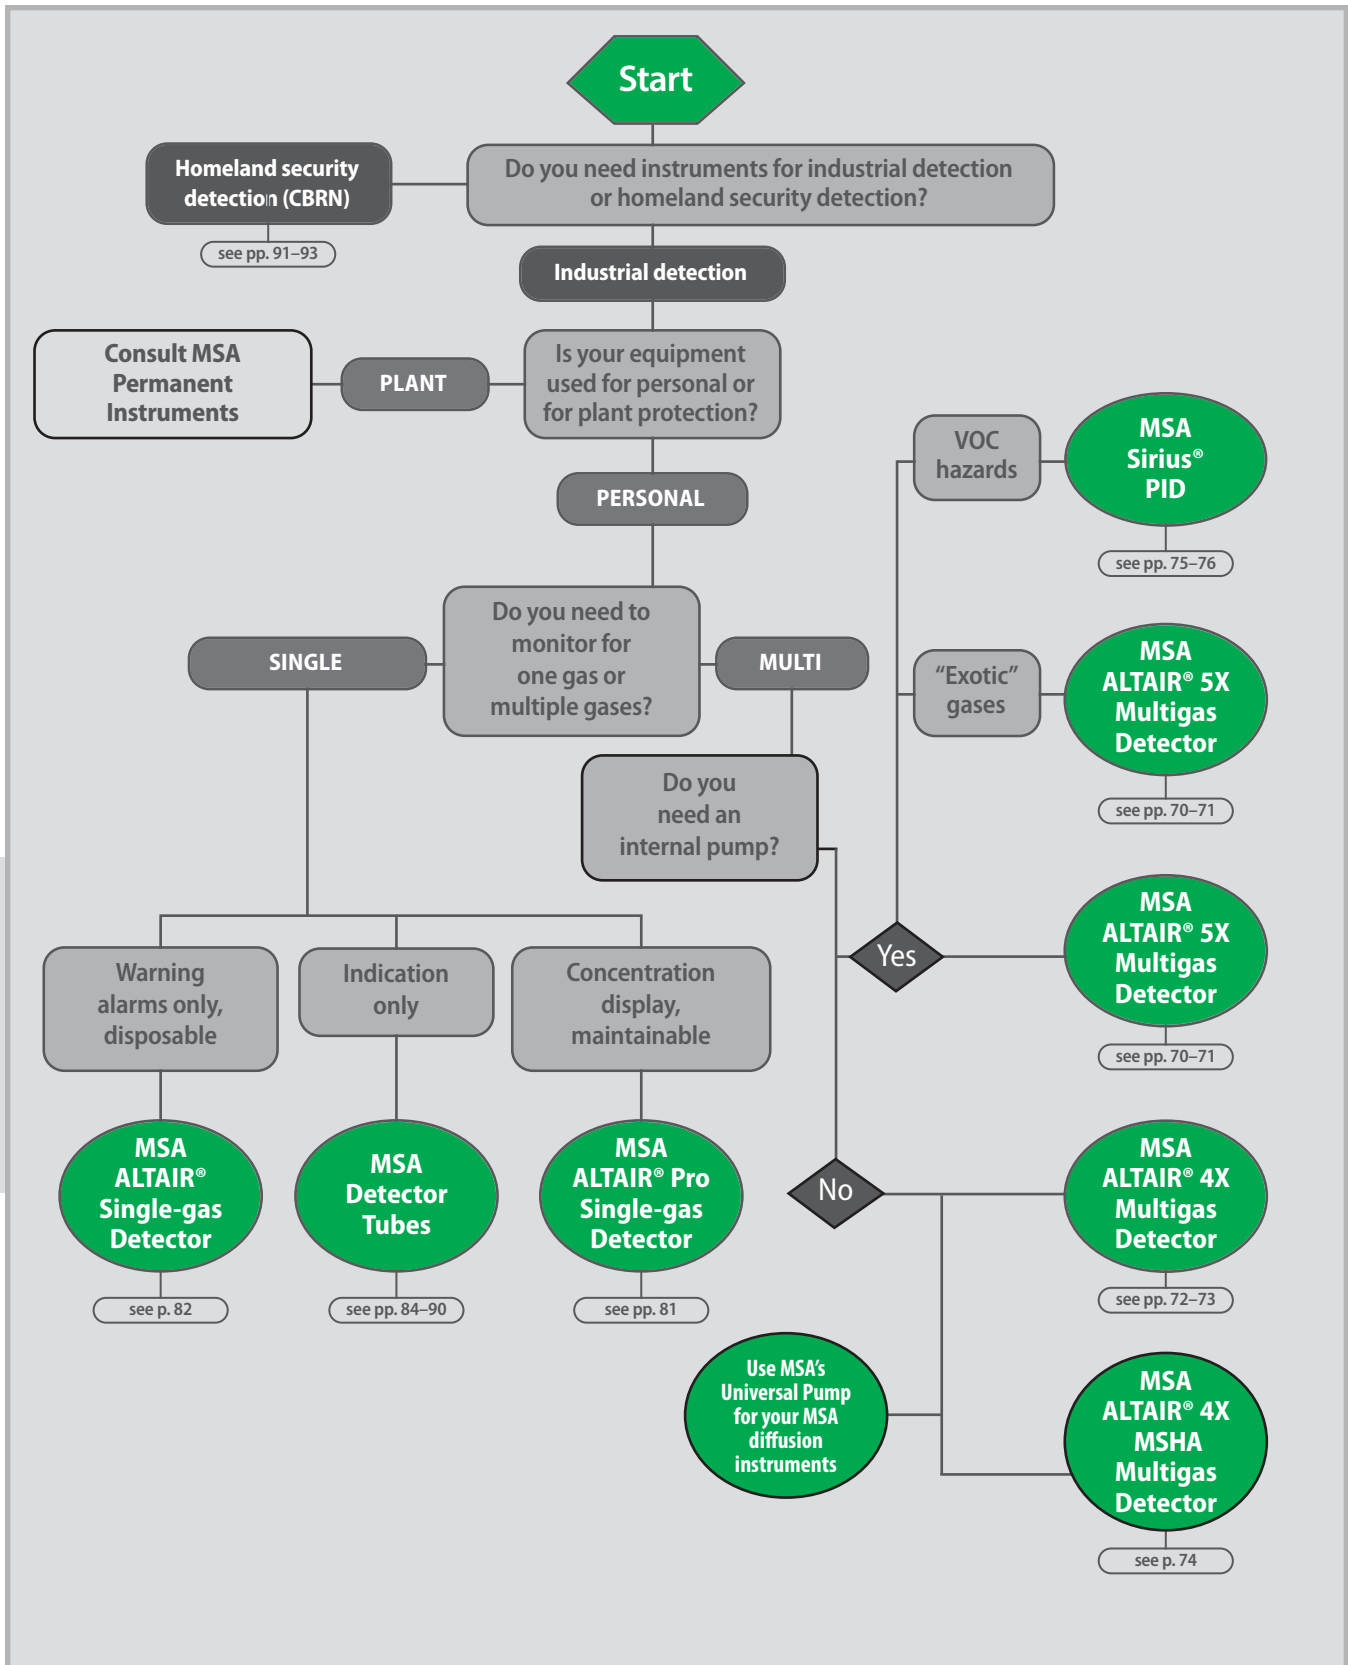 Start
Homeland security
detection (CBRN)
see pp. 91–93
Do you need instruments for industrial detection
or homeland security detection?
Industrial detection
Consult MSA
Permanent
Instruments
PLANT
Is your equipment
used for personal or
for plant protection?
PERSONAL
SINGLE
Do you need to
monitor for
one gas or
multiple gases?
MULTI
Do you
need an
internal pump?
VOC
hazards
MSA
Sirius®
PID
see pp. 75–76
“Exotic”
gases
MSA
ALTAIR® 5X
Multigas
Detector
see pp. 70–71
Yes
MSA
ALTAIR® 5X
Multigas
Detector
see pp. 70–71
Warning
alarms only,
disposable
Indication
only
Concentration
display,
maintainable
MSA
ALTAIR®
Single-gas
Detector
see p. 82
MSA
Detector
Tubes
see pp. 84–90
MSA
ALTAIR® Pro
Single-gas
Detector
see pp. 81
No
MSA
ALTAIR® 4X
Multigas
Detector
see pp. 72–73
Use MSA’s
Universal Pump
for your MSA
diffusion
instruments
MSA
ALTAIR® 4X
MSHA
Multigas
Detector
see p. 74